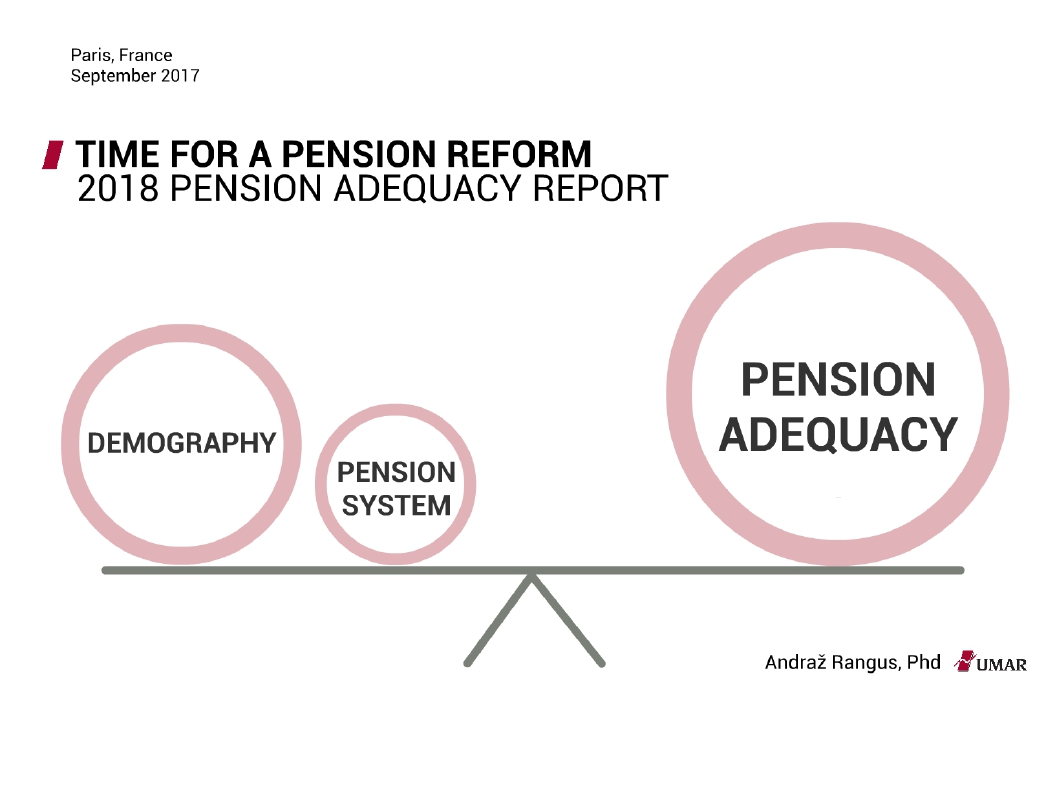 Paris, France
September 2017
TIME FOR A PENSION REFORM
2018 PENSION ADEQUACY REPORT
DEMOGRAPHY
PENSION
SYSTEM
PENSION
ADEQUACY
Andraž Rangus, Phd
UMAR